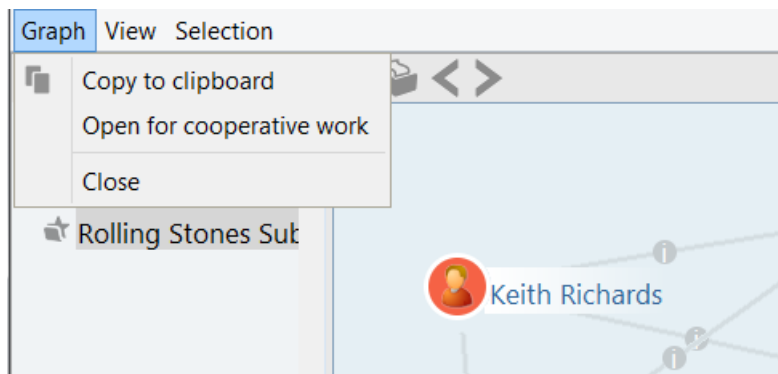 Graph View Selection
Copy to clipboard
Open for cooperative work
Close
Rolling Stones Sub
Keith Richards